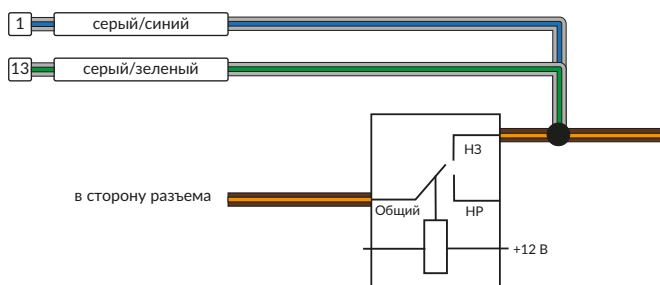 1
серый/синий
13
серый/зеленый
НЗ
в сторону разъема
Общий
НР
+12 В